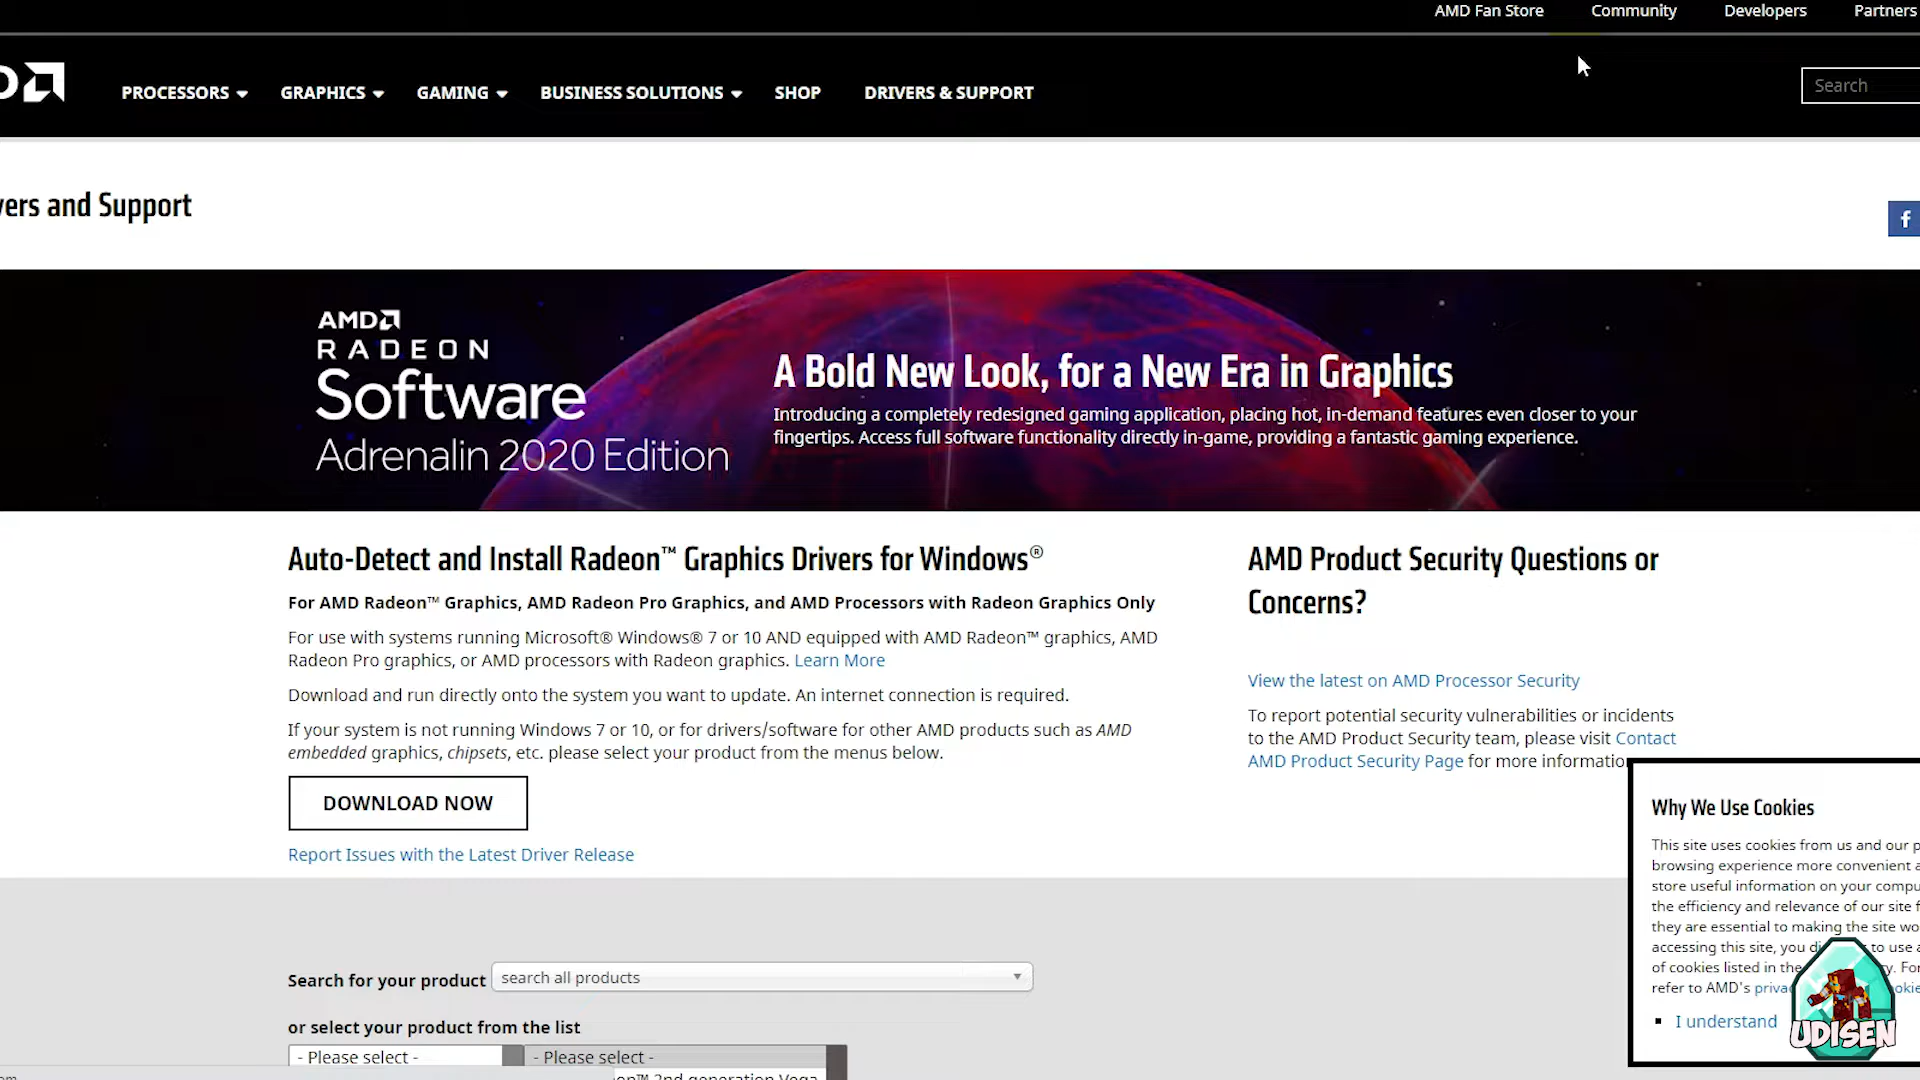 AMD Fan Store Community Developers Partners
PROCESSORS GRAPHICS GAMING BUSINESS SOLUTIONS SHOP DRIVERS & SUPPORT
Search
vers and Support
f
AMD
RADEON
Software
Adrenalin 2020 Edition
A Bold New Look, for a New Era in Graphics
Introducing a completely redesigned gaming application, placing hot, in-demand features even closer to your
fingertips. Access full software functionality directly in-game, providing a fantastic gaming experience.
Auto-Detect and Install Radeon™ Graphics Drivers for Windows®
For AMD Radeon™ Graphics, AMD Radeon Pro Graphics, and AMD Processors with Radeon Graphics Only
For use with systems running Microsoft® Windows® 7 or 10 AND equipped with AMD Radeon™ graphics, AMD
Radeon Pro graphics, or AMD processors with Radeon graphics. Learn More
Download and run directly onto the system you want to update. An internet connection is required.
If your system is not running Windows 7 or 10, or for drivers/software for other AMD products such as AMD
embedded graphics, chipsets, etc. please select your product from the menus below.
DOWNLOAD NOW
Report Issues with the Latest Driver Release
AMD Product Security Questions or
Concerns?
View the latest on AMD Processor Security
To report potential security vulnerabilities or incidents
to the AMD Product Security team, please visit Contact
AMD Product Security Page for more informatio
Why We Use Cookies
This site uses cookies from us and our p
browsing experience more convenient a
store useful information on your compu
the efficiency and relevance of our site f
they are essential to making the site wo
accessing this site, you di to use
of cookies listed in the y. For
refer to AMD's priva ookie
I understand
UDISEN
Search for your product search all products
or select your product from the list
- Please select - - Please select -
on™ 2nd generation Vega